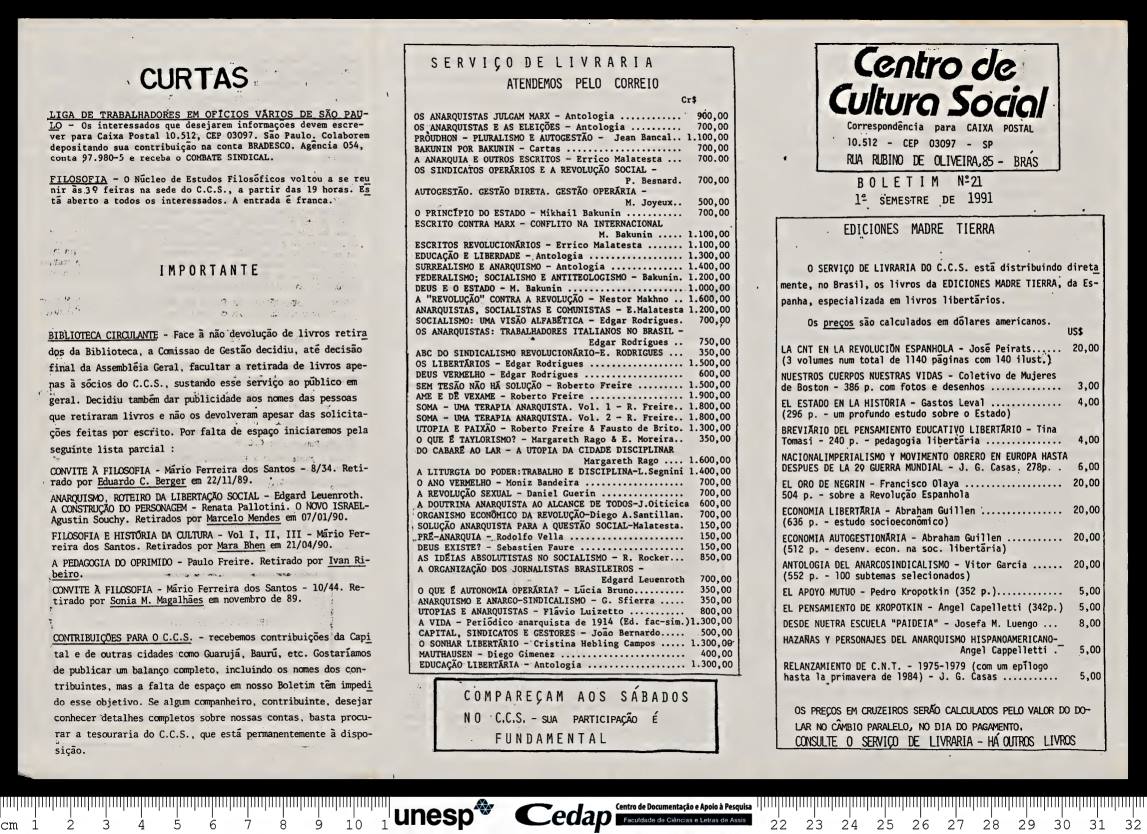 CURTAS
LIGA DE TRABALHADORES EM OFÍCIOS VÁRIOS DE SÃO PAU-
LO - Os interessados que desejarem informações devem escre-
ver para Caixa Postal 10.512, CEP 03097, São Paulo. Colaborem
depositando sua contribuição na conta BRADESCO. Agência 054,
conta 97.980-5 e receba o COMBATE SINDICAL.
FILOSOFIA - O Núcleo de Estudos Filosóficos voltou a se reu
nir às 3ª feiras na sede do C.C.S., a partir das 19 horas. Es
tá aberto a todos os interessados. A entrada é franca.
IMPORTANTE
BIBLIOTECA CIRCULANTE - Face à não devolução de livros retira
dos da Biblioteca, a Comissao de Gestão decidiu, até decisão
final da Assembléia Geral, facultar a retirada de livros ape-
nas à sócios do C.C.S., sustando esse serviço ao público em
geral. Decidiu também dar publicidade aos nomes das pessoas
que retiraram livros e não os devolveram apesar das solicita-
ções feitas por escrito. Por falta de espaço iniciaremos pela
seguinte lista parcial :
CONVITE À FILOSOFIA - Mário Ferreira dos Santos - 8/34. Reti-
rado por Eduardo C. Berger em 22/11/89.
ANARQUISMO, ROTEIRO DA LIBERTAÇÃO SOCIAL - Edgard Leuenroth.
A CONSTRUÇÃO DO PERSONAGEM - Renata Pallotini. O NOVO ISRAEL-
Agustin Souchy. Retirados por Marcelo Mendes em 07/01/90.
FILOSOFIA E HISTÓRIA DA CULTURA - Vol I, II, III - Mário Fer-
reira dos Santos. Retirados por Mara Bhen em 21/04/90.
A PEDAGOGIA DO OPRIMIDO - Paulo Freire. Retirado por Ivan Ri-
beiro.
CONVITE À FILOSOFIA - Mário Ferreira dos Santos - 10/44. Re-
tirado por Sonia M. Magalhães em novembro de 89.
CONTRIBUIÇÕES PARA O C.C.S. - recebemos contribuições da Capi
tal e de outras cidades como Guarujá, Baurú, etc. Gostaríamos
de publicar um balanço completo, incluindo os nomes dos con-
tribuintes, mas a falta de espaço em nosso Boletim têm impedi
do esse objetivo. Se algum companheiro, contribuinte, desejar
conhecer detalhes completos sobre nossas contas, basta procu-
rar a tesouraria do C.C.S., que está permanentemente à dispo-
sição.
SERVIÇO DE LIVRARIA
ATENDEMOS PELO CORREIO
Cr$
OS ANARQUISTAS JULGAM MARX - Antologia ........... 900,00
OS ANARQUISTAS E AS ELEIÇÕES - Antologia ......... 700,00
PROUDHON - PLURALISMO E AUTOGESTÃO - Jean Bancal.. 1.100,00
BAKUNIN POR BAKUNIN - Cartas ..................... 700,00
A ANARQUIA E OUTROS ESCRITOS - Errico Malatesta ... 700.00
OS SINDICATOS OPERÁRIO E A REVOLUÇÃO SOCIAL -
P. Besnard. 700,00
AUTOGESTÃO. GESTÃO DIRETA. GESTÃO OPERÁRIA -
M. Joyeux.. 500,00
O PRINCÍPIO DO ESTADO - Mikhail Bakunin .......... 700,00
ESCRITO CONTRA MARX - CONFLITO NA INTERNATIONAL
M. Bakunin ..... 1.100,00
ESCRITOS REVOLUCIONÁRIOS - Errico Malatesta ....... 1.100,00
EDUCAÇÃO E LIBERDADE - Antologia ................. 1.300,00
SURREALISMO E ANARQUISMO - Antologia ............. 1.400,00
FEDERALISMO; SOCIALISMO E ANTITEOLOGISMO - Bakunin. 1.200,00
DEUS E O ESTADO - M. Bakunin ..................... 1.000,00
A "REVOLUÇÃO" CONTRA A REVOLUÇÃO - Nestor Makhno .. 1.600,00
ANARQUISTAS, SOCIALISTAS E COMUNISTAS - E.Malatesta 1.200,00
SOCIALISMO: UMA VISÃO ALFABÉTICA - Edgar Rodrigues. 700,00
OS ANARQUISTAS: TRABALHADORES ITALIANOS NO BRASIL -
Edgar Rodrigues .. 750,00
ABC DO SINDICALISMO REVOLUCIONÁRIO-E. RODRIGUES ... 350,00
OS LIBERTÁRIOS - Edgar Rodrigues ................. 1.500,00
DEUS VERMELHO - Edgar Rodrigues .................. 600,00
SEM TESÃO NÃO HÁ SOLUÇÃO - Roberto Freire ........ 1.500,00
AME E DÊ VEXAME - Roberto Freire ................. 1.900,00
SOMA - UMA TERAPIA ANARQUISTA. Vol. 1 - R. Freire.. 1.800,00
SOMA - UMA TERAPIA ANARQUISTA. Vol. 2 - R. Freire.. 1.800,00
UTOPIA E PAIXÃO - Roberto Freire & Fausto de Brito. 1.300,00
O QUE É TAYLORISMO? - Margareth Rago & E. Moreira.. 350,00
DO CABARÉ AO LAR - A UTOPIA DA CIDADE DISCIPLINAR
Margareth Rago .... 1.600,00
A LITURGIA DO PODER:TRABALHO E DISCIPLINA-L.Segnini 1.400,00
O ANO VERMELHO - Moniz Bandeira .................. 700,00
A REVOLUÇÃO SEXUAL - Daniel Guerin ............... 700,00
A DOUTRINA ANARQUISTA AO ALCANCE DE TODOS-J.Oiticica 600,00
ORGANISMO ECONÔMICO DA REVOLUÇÃO-Diego A.Santillan. 700,00
SOLUÇÃO ANARQUISTA PARA A QUESTÃO SOCIAL-Malatesta. 150,00
PRÉ-ANARQUIA - Rodolfo Vella ..................... 150,00
DEUS EXISTE? - Sebastien Faure ................... 150,00
AS IDÉIAS ABSOLUTISTAS NO SOCIALISMO - R. Rocker... 850,00
A ORGANIZAÇÃO DOS JORNALISTAS BRASILEIROS -
Edgard Leuenroth 700,00
O QUE É AUTONOMIA OPERÁRIA? - Lúcia Bruno......... 350,00
ANARQUISMO E ANARCO-SINDICALISMO - G. Sfierra .... 350,00
UTOPIAS E ANARQUISTAS - Flávio Luizetto .......... 800,00
A VIDA - Periódico anarquista de 1914 (Ed. fac-sim.)1.300,00
CAPITAL, SINDICATOS E GESTORES - João Bernardo..... 500,00
O SONHAR LIBERTÁRIO - Cristina Hebling Campos ..... 1.300,00
MAUTHAUSEN - Diego Gimenez ....................... 400,00
EDUCAÇÃO LIBERTÁRIA - Antologia .................. 1.300,00
COMPAREÇAM AOS SÁBADOS
NO C.C.S. - SUA PARTICIPAÇÃO É
FUNDAMENTAL
Centro de
Cultura Social
Correspondência para CAIXA POSTAL
10.512 - CEP 03097 - SP
RUA RUBINO DE OLIVEIRA,85 - BRÁS
BOLETIM Nº21
1º SEMESTRE DE 1991
EDICIONES MADRE TIERRA
O SERVIÇO DE LIVRARIA DO C.C.S. está distribuindo direta
mente, no Brasil, os livros da EDICIONES MADRE TIERRA, da Es-
panha, especializada em livros libertários.
Os preços são calculados em dólares americanos.
US$
LA CNT EN LA REVOLUCIÓN ESPANHOLA - José Peirats...... 20,00
(3 volumes num total de 1140 páginas com 140 ilust.)
NUESTROS CUERPOS NUESTRAS VIDAS - Coletivo de Mujeres
de Boston - 386 p. com fotos e desenhos .............. 3,00
EL ESTADO EN LA HISTÓRIA - Gastos Leval .............. 4,00
(296 p. - um profundo estudo sobre o Estado)
BREVIÁRIO DEL PENSAMIENTO EDUCATIVO LIBERTÁRIO - Tina
Tomasi - 240 p. - pedagogia libertária ............... 4,00
NACIONALIMPERIALISMO Y MOVIMIENTO OBRERO EN EUROPA HASTA
DESPUES DE LA 2ª GUERRA MUNDIAL - J. G. Casas. 278p. . 6,00
EL ORO DE NEGRIN - Francisco Olaya ................... 20,00
504 p. - sobre a Revolução Espanhola
ECONOMIA LIBERTÁRIA - Abraham Guillen ................ 20,00
(636 p. - estudo socioeconômico)
ECONOMIA AUTOGESTIONÁRIA - Abraham Guillen ........... 20,00
(512 p. - desenv. econ. na soc. libertária)
ANTOLOGIA DEL ANARCOSINDICALISMO - Vitor Garcia ...... 20,00
(552 p. - 100 subtemas selecionados)
EL APOYO MUTUO - Pedro Kropotkin (352 p.)............. 5,00
EL PENSAMIENTO DE KROPOTKIN - Angel Capelletti (342p.) 5,00
DESDE NUETRA ESCUELA "PAIDEIA" - Josefa M. Luengo ... 8,00
HAZAÑAS Y PERSONAJES DEL ANARQUISMO HISPANOAMERICANO-
Angel Cappelletti . 5,00
RELANZAMIENTO DE C.N.T. - 1975-1979 (com um epílogo
hasta la primavera de 1984) - J. G. Casas ........... 5,00
OS PREÇOS EM CRUZEIROS SERÃO CALCULADOS PELO VALOR DO DO-
LAR NO CÂMBIO PARALELO, NO DIA DO PAGAMENTO.
CONSULTE O SERVIÇO DE LIVRARIA - HÁ OUTROS LIVROS
cm 1 2 3 4 5 6 7 8 9 10 1
unesp
Cedap
Centro de Documentação e Apoio à Pesquisa
Faculdade de Ciências e Letras de Assis
22 23 24 25 26 27 28 29 30 31 32